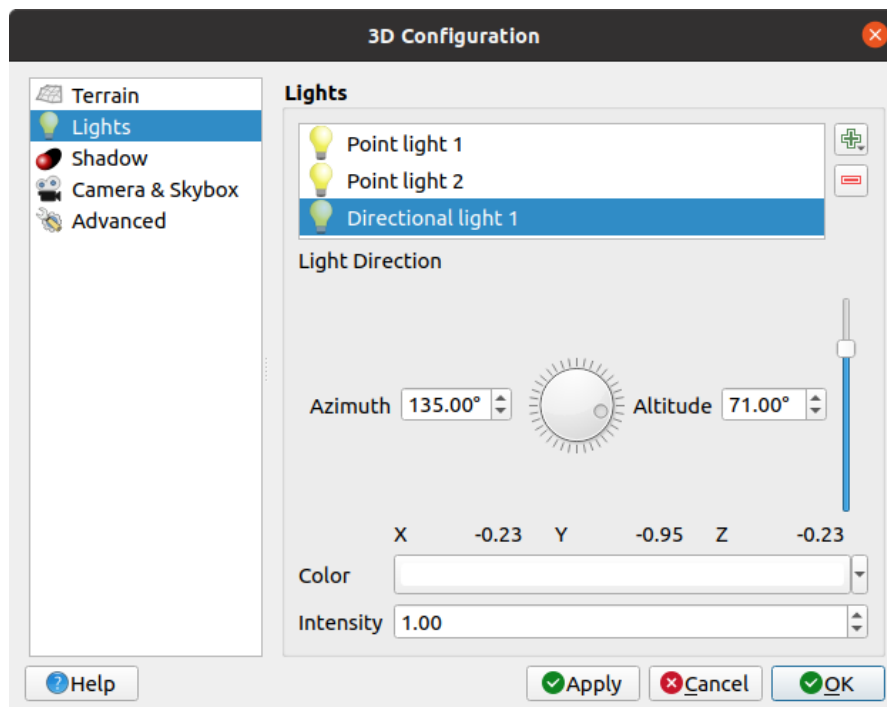 3D Configuration
Terrain
Lights
Shadow
Camera & Skybox
Advanced
Lights
Point light 1
Point light 2
Directional light 1
Light Direction
Azimuth 135.00° Altitude 71.00°
X -0.23 Y -0.95 Z -0.23
Color
Intensity 1.00
Help Apply Cancel OK